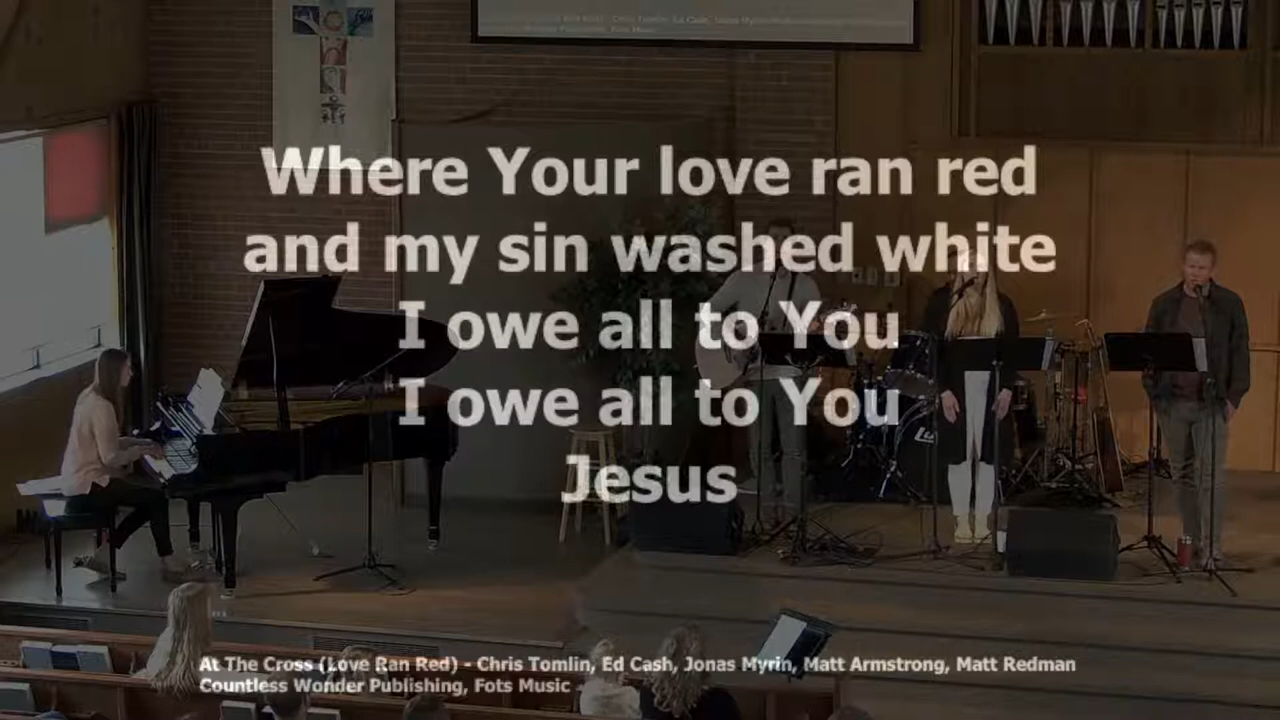 Where Your love ran red
and my sin washed white
I owe all to You
I owe all to You
Jesus
At The Cross (Love Ran Red) - Chris Tomlin, Ed Cash, Jonas Myrin, Matt Armstrong, Matt Redman
Countless Wonder Publishing, Fots Music